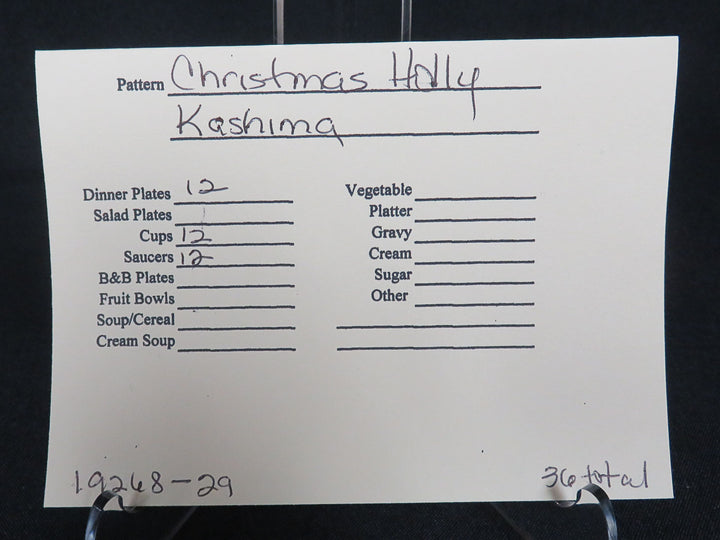 Pattern Christmas Holly
Kashima
Dinner Plates 12
Salad Plates
Cups 12
Saucers 12
B&B Plates
Fruit Bowls
Soup/Cereal
Cream Soup
Vegetable
Platter
Gravy
Cream
Sugar
Other
19268-29
36 total